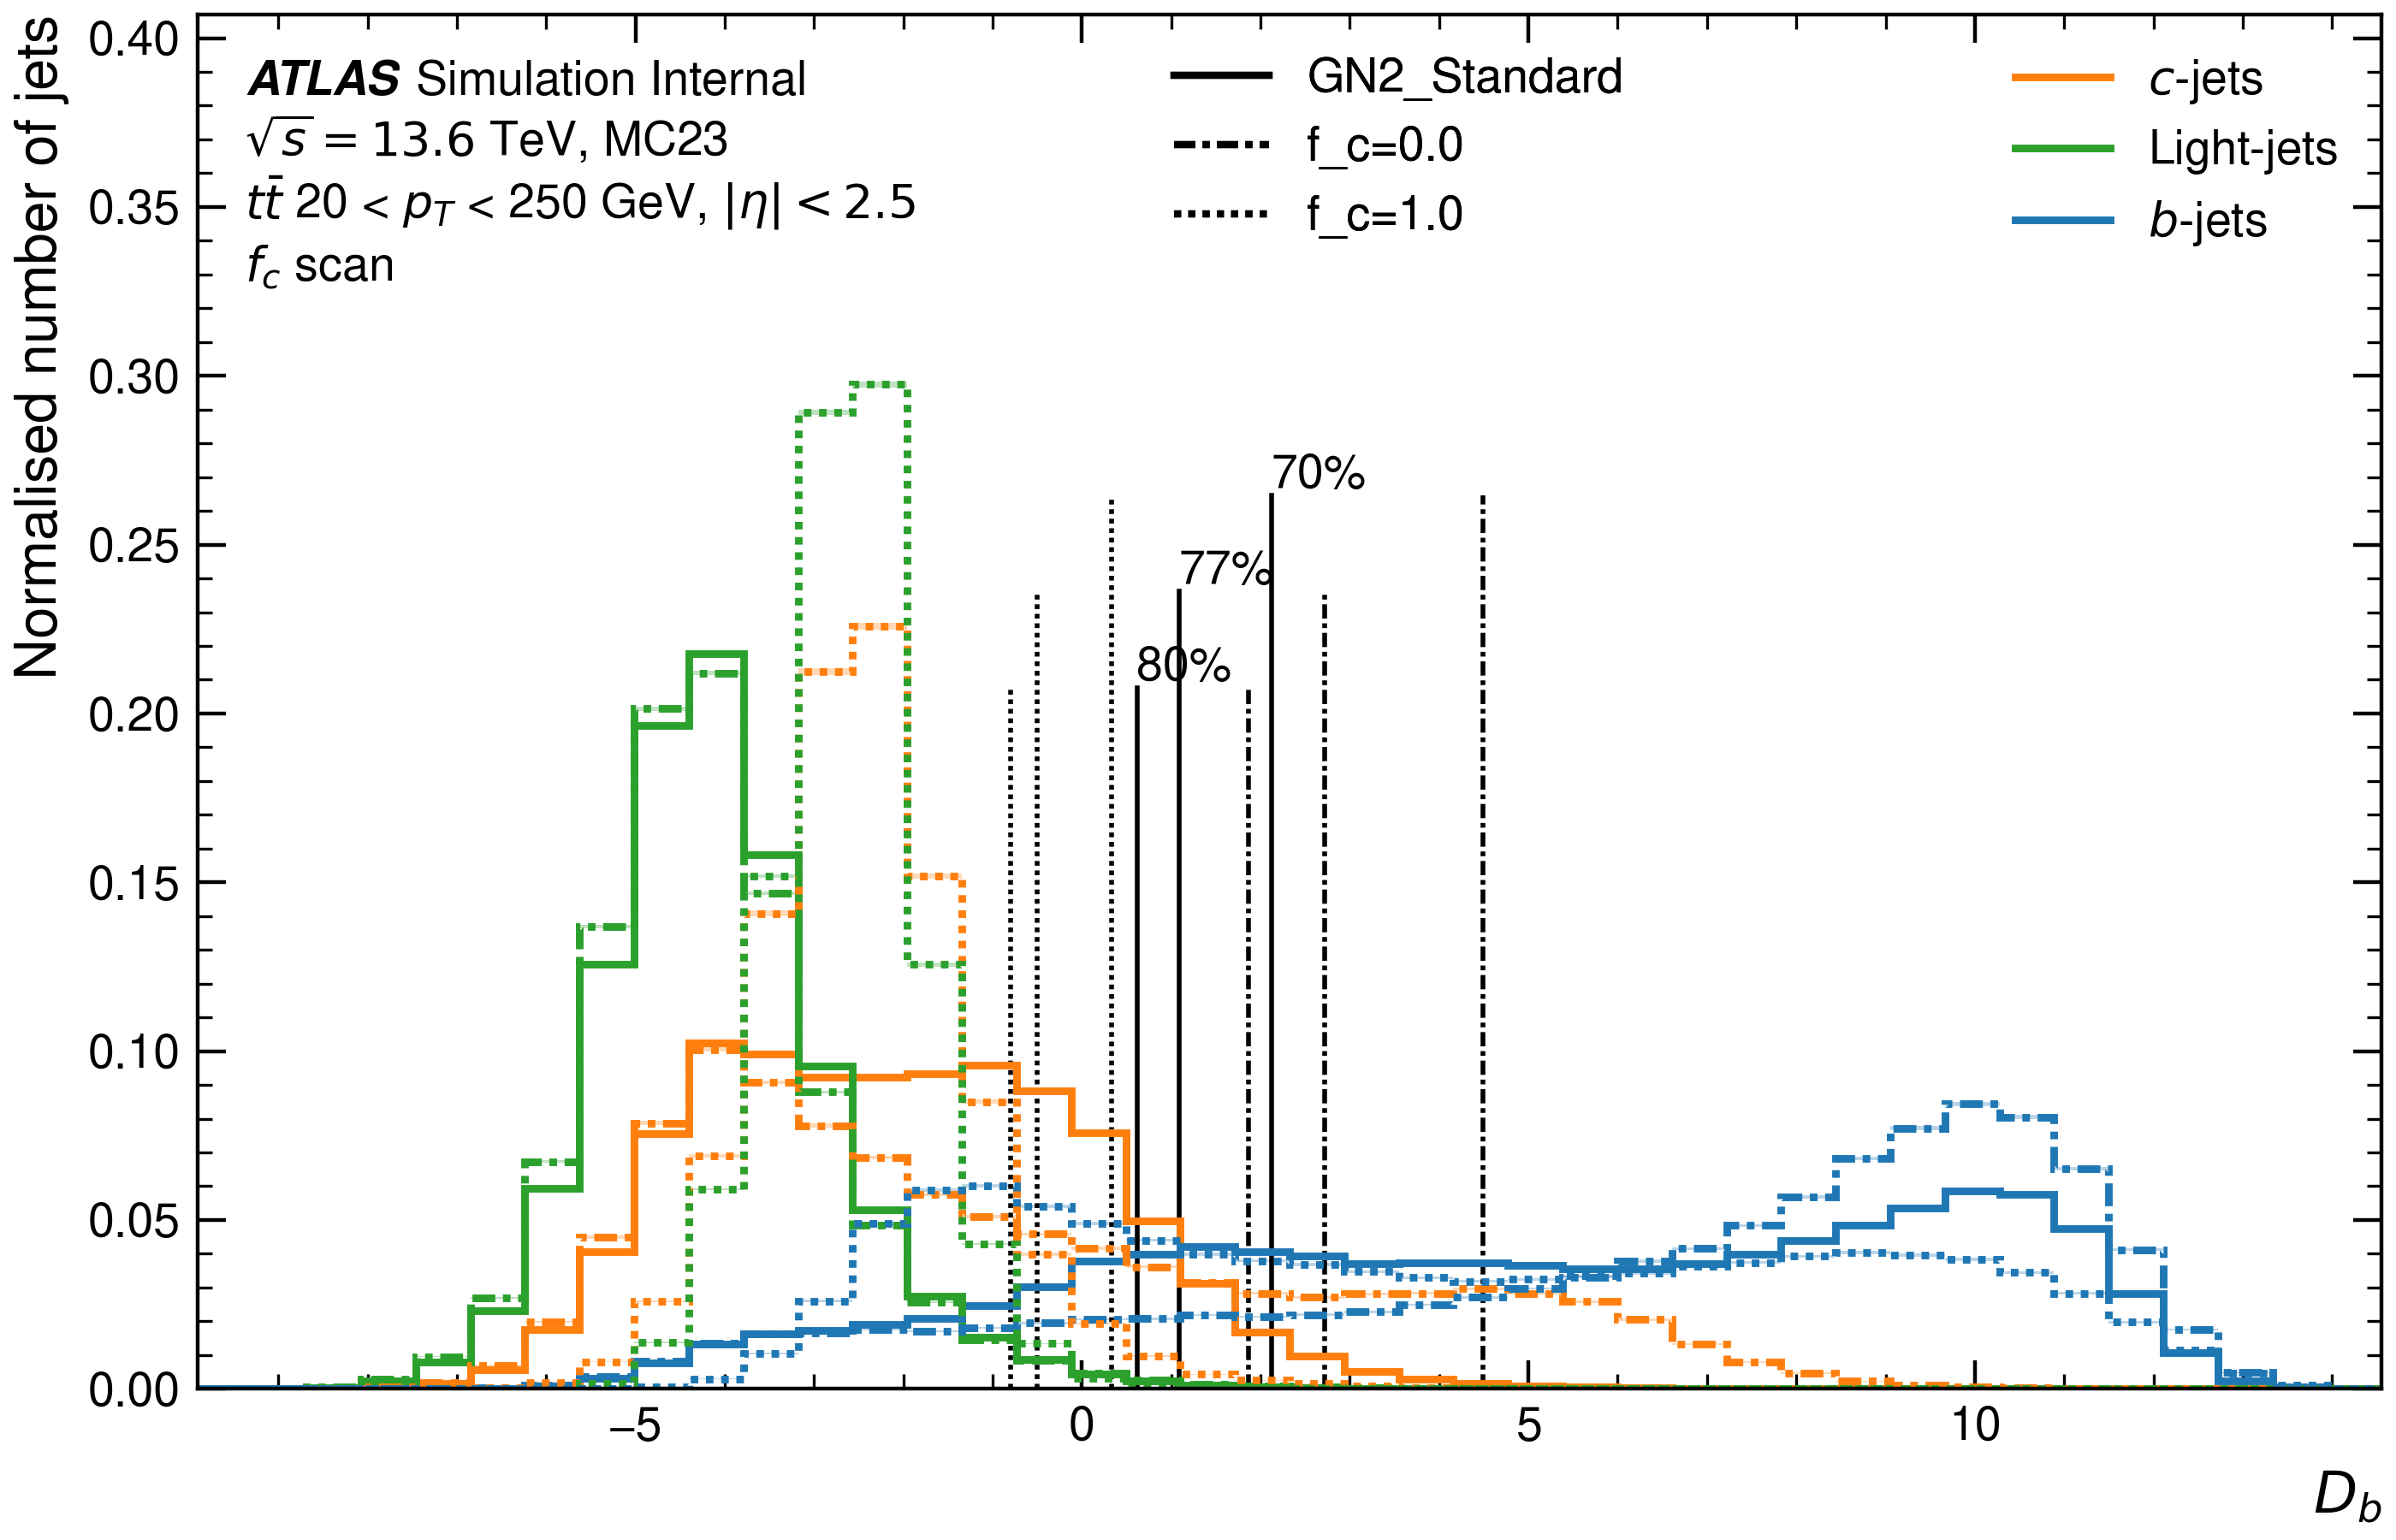 Normalised number of jets
0.40
0.35
0.30
0.25
0.20
0.15
0.10
0.05
0.00
ATLAS Simulation Internal
√s = 13.6 TeV, MC23
tt̄ 20 < p_T < 250 GeV, |η| < 2.5
f_c scan
GN2_Standard
f_c=0.0
f_c=1.0
c-jets
Light-jets
b-jets
70%
77%
80%
−5 0 5 10
D_b